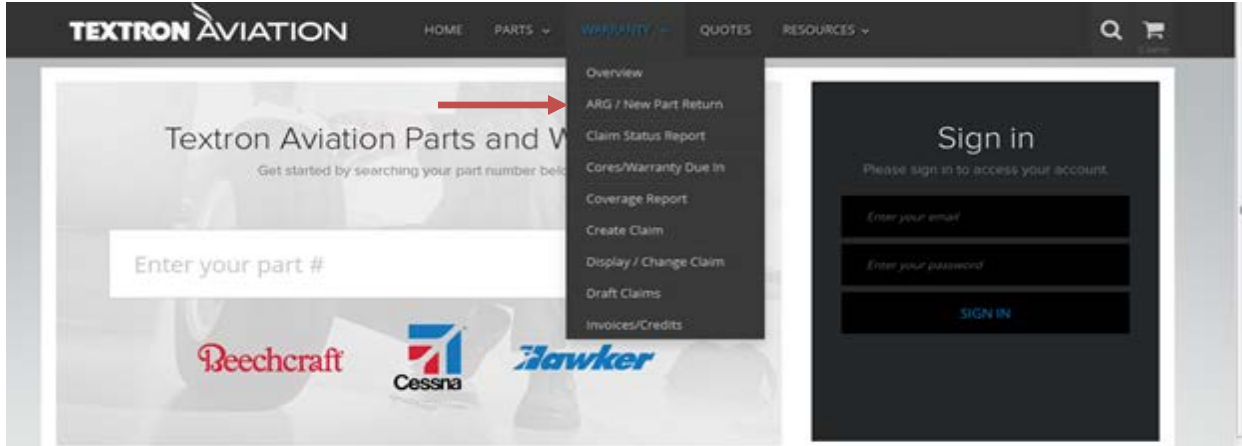 TEXTRON AVIATION
HOME PARTS WARRANTY QUOTES RESOURCES
Overview
ARG / New Part Return
Claim Status Report
Cores/Warranty Due In
Coverage Report
Create Claim
Display / Change Claim
Draft Claims
Invoices/Credits
Textron Aviation Parts and
Get started by searching your part number
Enter your part #
Beechcraft
Cessna
Hawker
Sign in
Please sign in to access your account.
Enter your email
Enter your password
SIGN IN